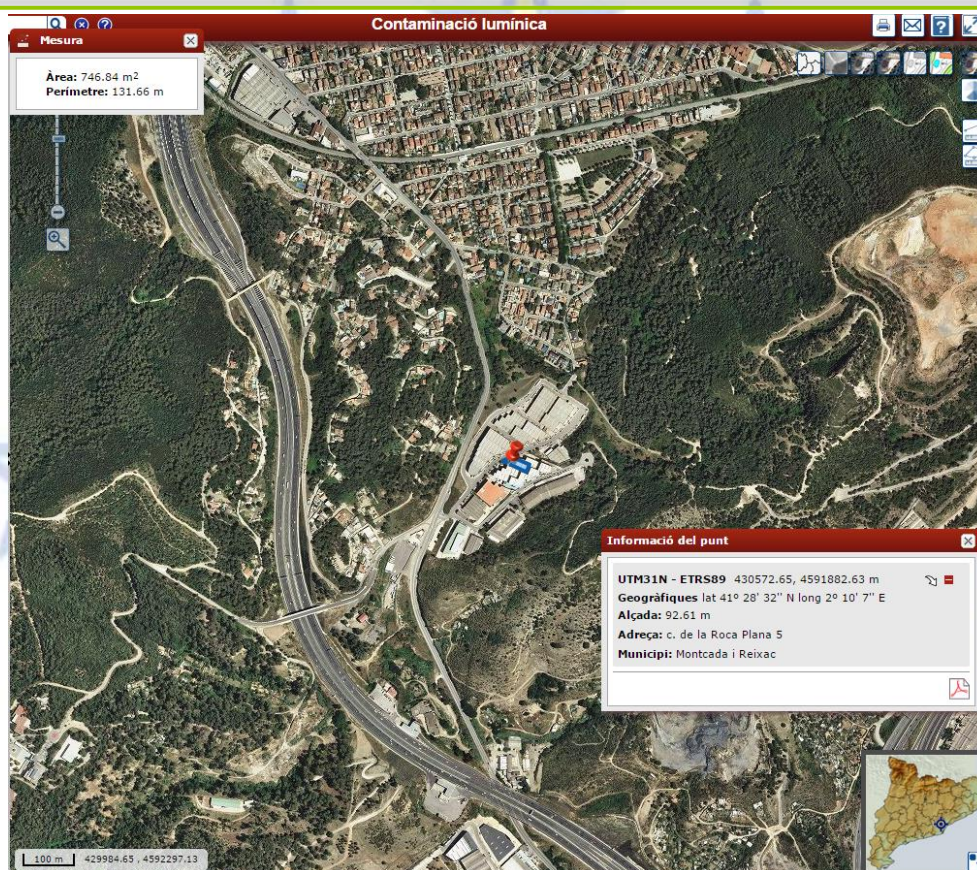 Contaminació lumínica
Mesura
Àrea: 746.84 m2
Perímetre: 131.66 m
Informació del punt
UTM31N - ETRS89 430572.65, 4591882.63 m
Geogràfiques lat 41º 28' 32'' N long 2º 10' 7'' E
Alçada: 92.61 m
Adreça: c. de la Roca Plana 5
Municipi: Montcada i Reixac
100 m 429984.65 , 4592297.13